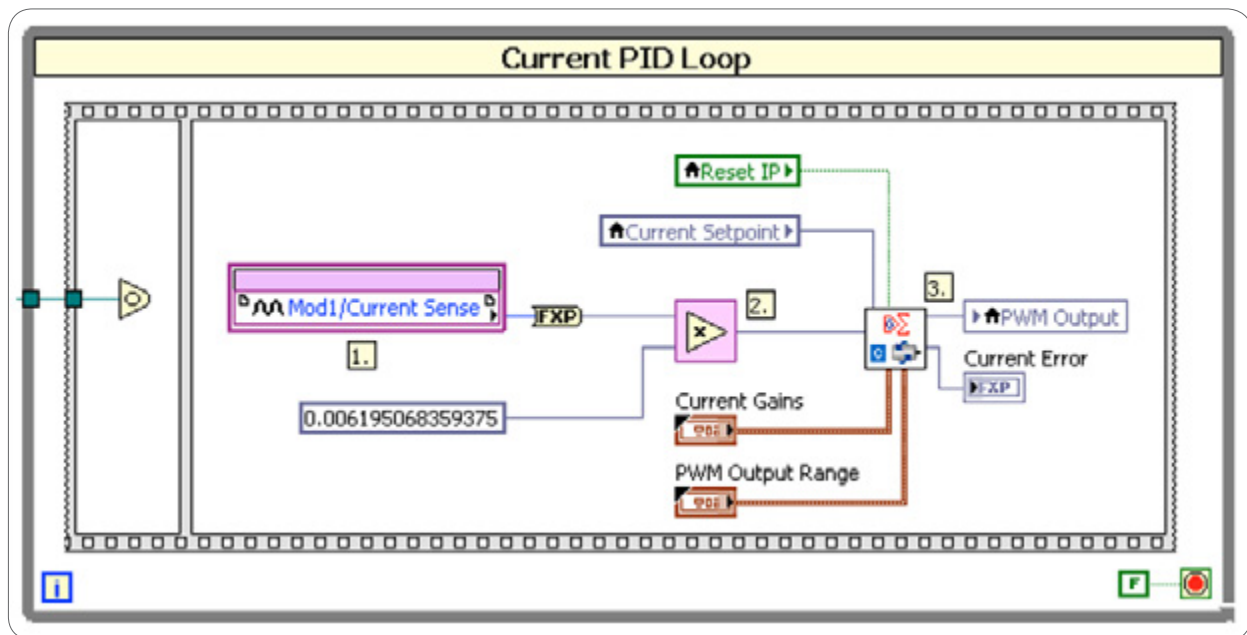 Current PID Loop
Reset IP
Current Setpoint
3.
Mod1/Current Sense
FXP
2.
PWM Output
1.
Current Error
FXP
0.006195068359375
Current Gains
PWM Output Range
i
F